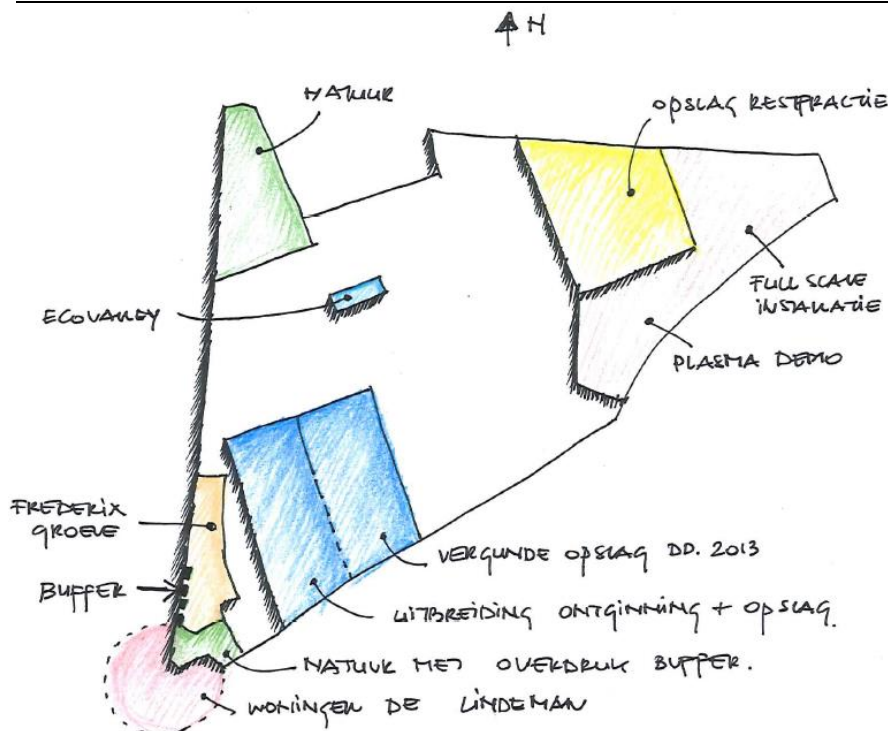 N
NATUUR
OPSLAG RESTFRACTIE
ECOVALLEY
FULL SCALE
INSTALLATIE
PLASMA DEMO
FREDERIX
GROEVE
BUFFER
VERGUNDE OPSLAG DD. 2013
UITBREIDING ONTGINNING + OPSLAG.
NATUUR MET OVERDRUK BUFFER.
WONINGEN DE LINDEMAN